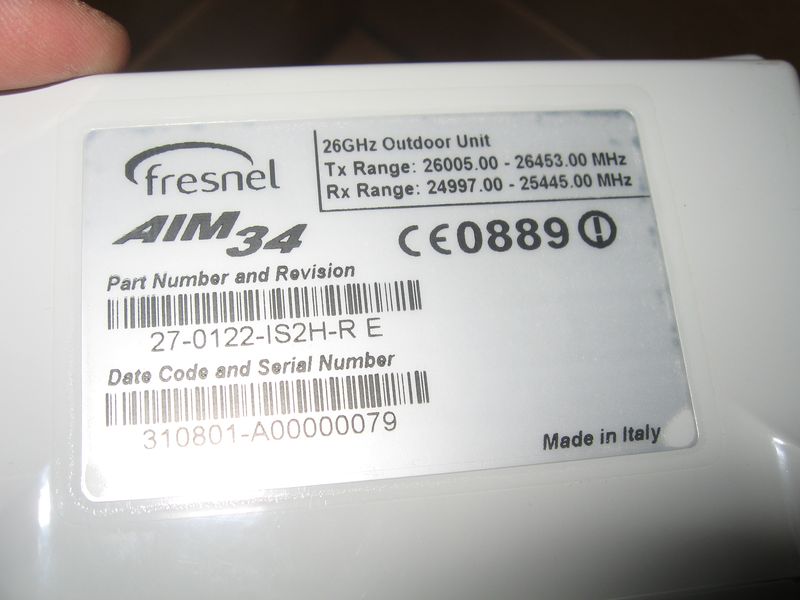 fresnel
26GHz Outdoor Unit
Tx Range: 26005.00 - 26453.00 MHz
Rx Range: 24997.00 - 25445.00 MHz
AIM34
CE0889
Part Number and Revision
27-0122-IS2H-R E
Date Code and Serial Number
310801-A00000079
Made in Italy